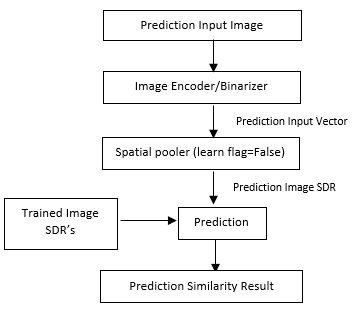 Prediction Input Image
Image Encoder/Binarizer
Prediction Input Vector
Spatial pooler (learn flag=False)
Prediction Image SDR
Trained Image
SDR's
Prediction
Prediction Similarity Result